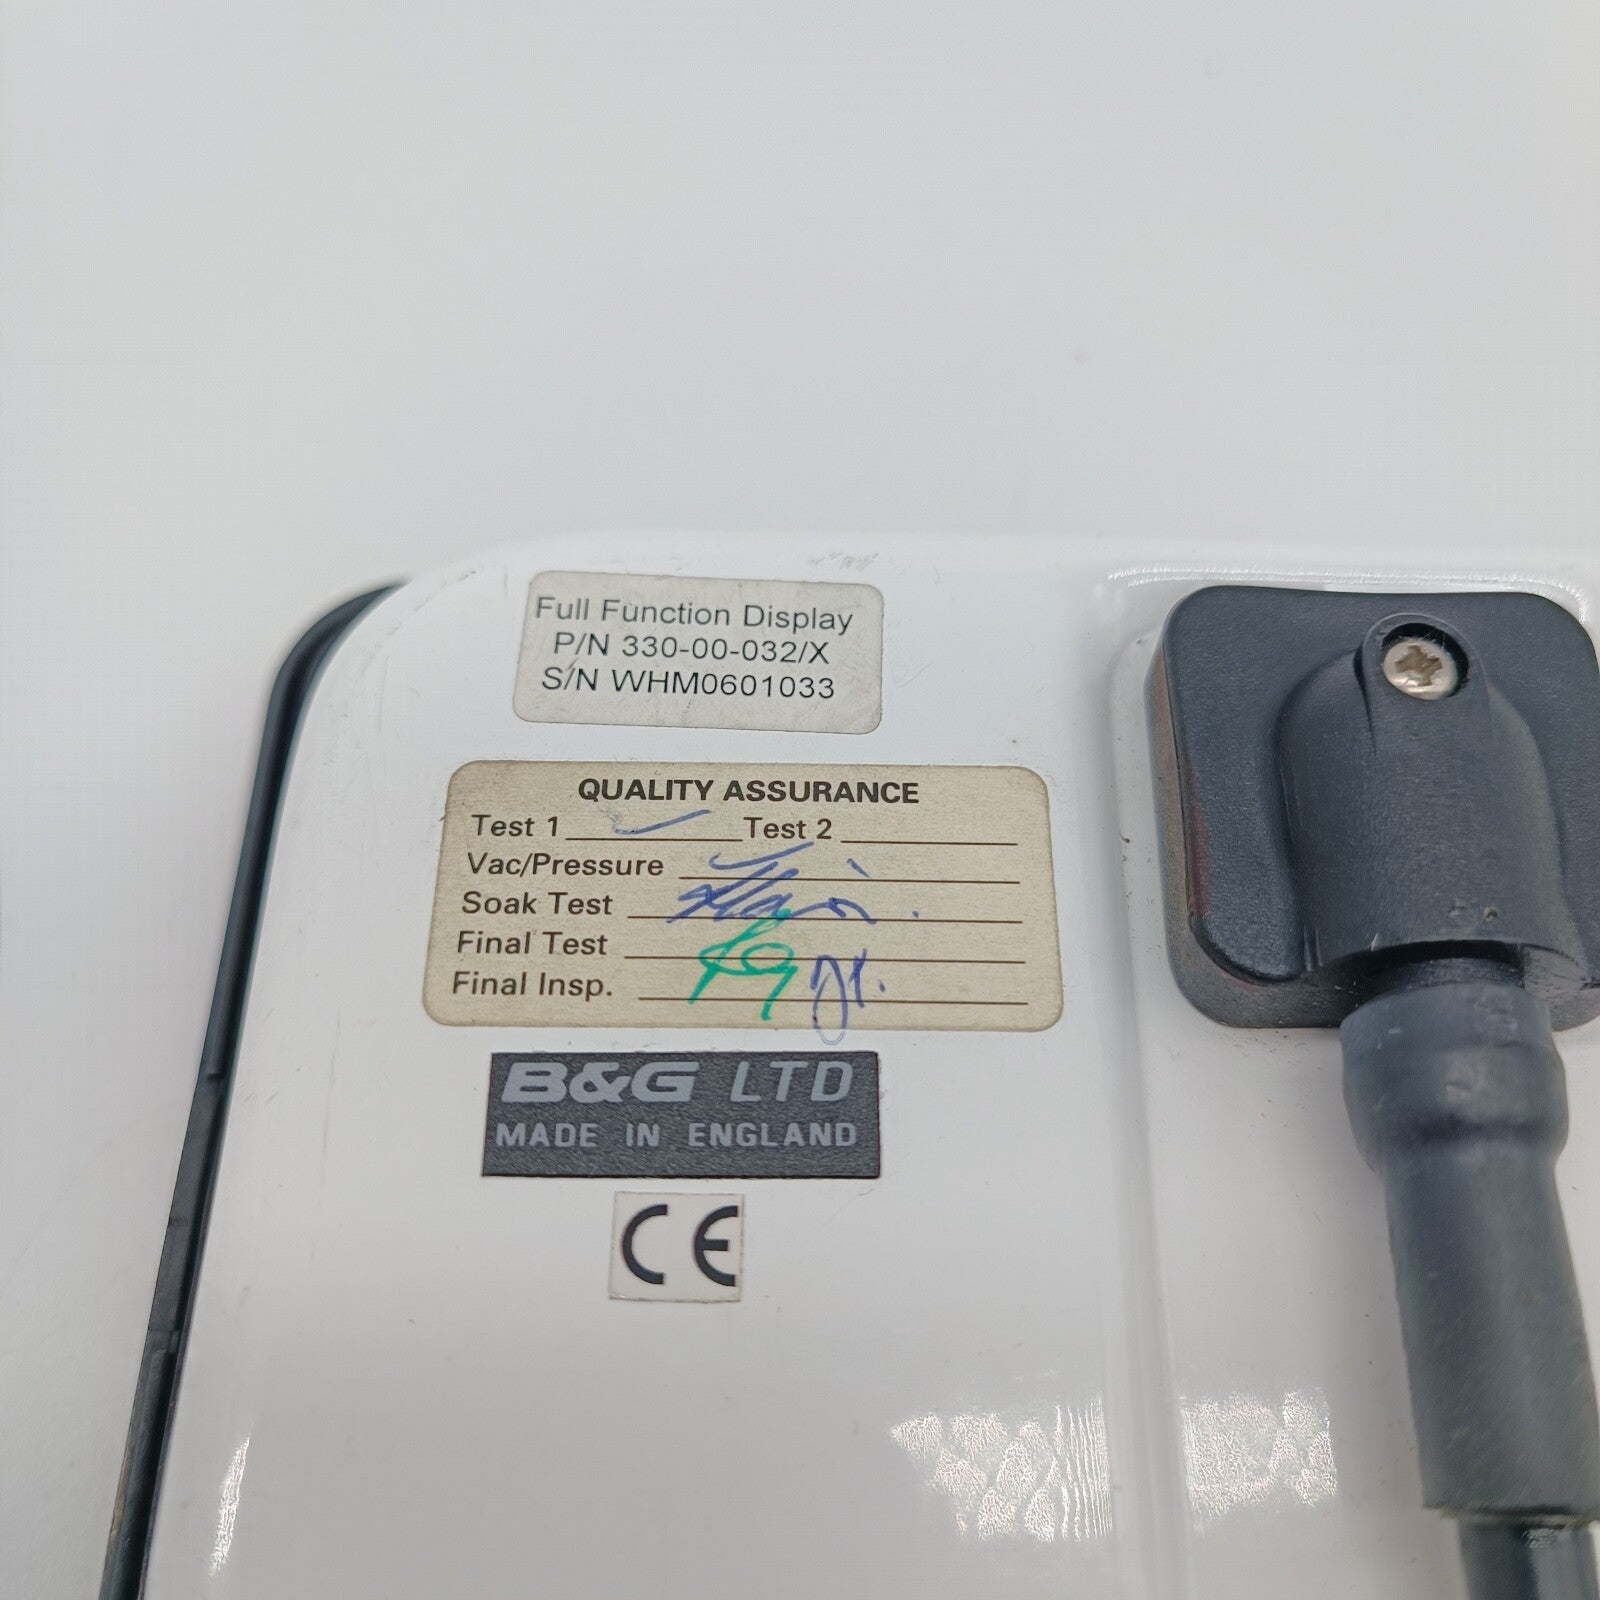 Full Function Display
P/N 330-00-032/X
S/N WHM0601033
QUALITY ASSURANCE
Test 1 Test 2
Vac/Pressure
Soak Test
Final Test
Final Insp.
B&G LTD
MADE IN ENGLAND
CE